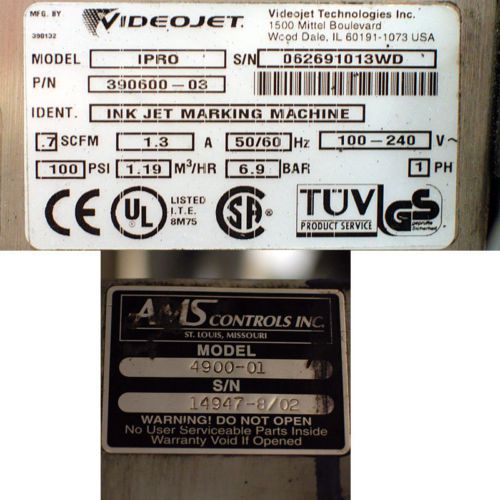 MFG. BY
398132
VIDEOJET.
Videojet Technologies Inc.
1500 Mittel Boulevard
Wood Dale, IL 60191-1073 USA
MODEL IPRO S/N 062691013WD
P/N 390600-03
IDENT. INK JET MARKING MACHINE
.7 SCFM 1.3 A 50/60 Hz 100-240 V~
100 PSI 1.19 M³/HR 6.9 BAR 1 PH
CE UL LISTED I.T.E. 8M75 SA TÜV PRODUCT SERVICE GS geprüfte Sicherheit
AMS CONTROLS INC.
ST. LOUIS, MISSOURI
MODEL
4900-01
S/N
14947-8/02
WARNING! DO NOT OPEN
No User Serviceable Parts Inside
Warranty Void If Opened